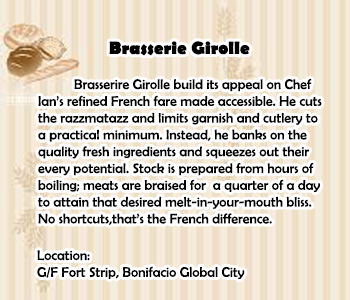 Brasserie Girolle
Brasserire Girolle build its appeal on Chef
Ian's refined French fare made accessible. He cuts
the razzmatazz and limits garnish and cutlery to
a practical minimum. Instead, he banks on the
quality fresh ingredients and squeezes out their
every potential. Stock is prepared from hours of
boiling; meats are braised for a quarter of a day
to attain that desired melt-in-your-mouth bliss.
No shortcuts,that's the French difference.
Location:
G/F Fort Strip, Bonifacio Global City